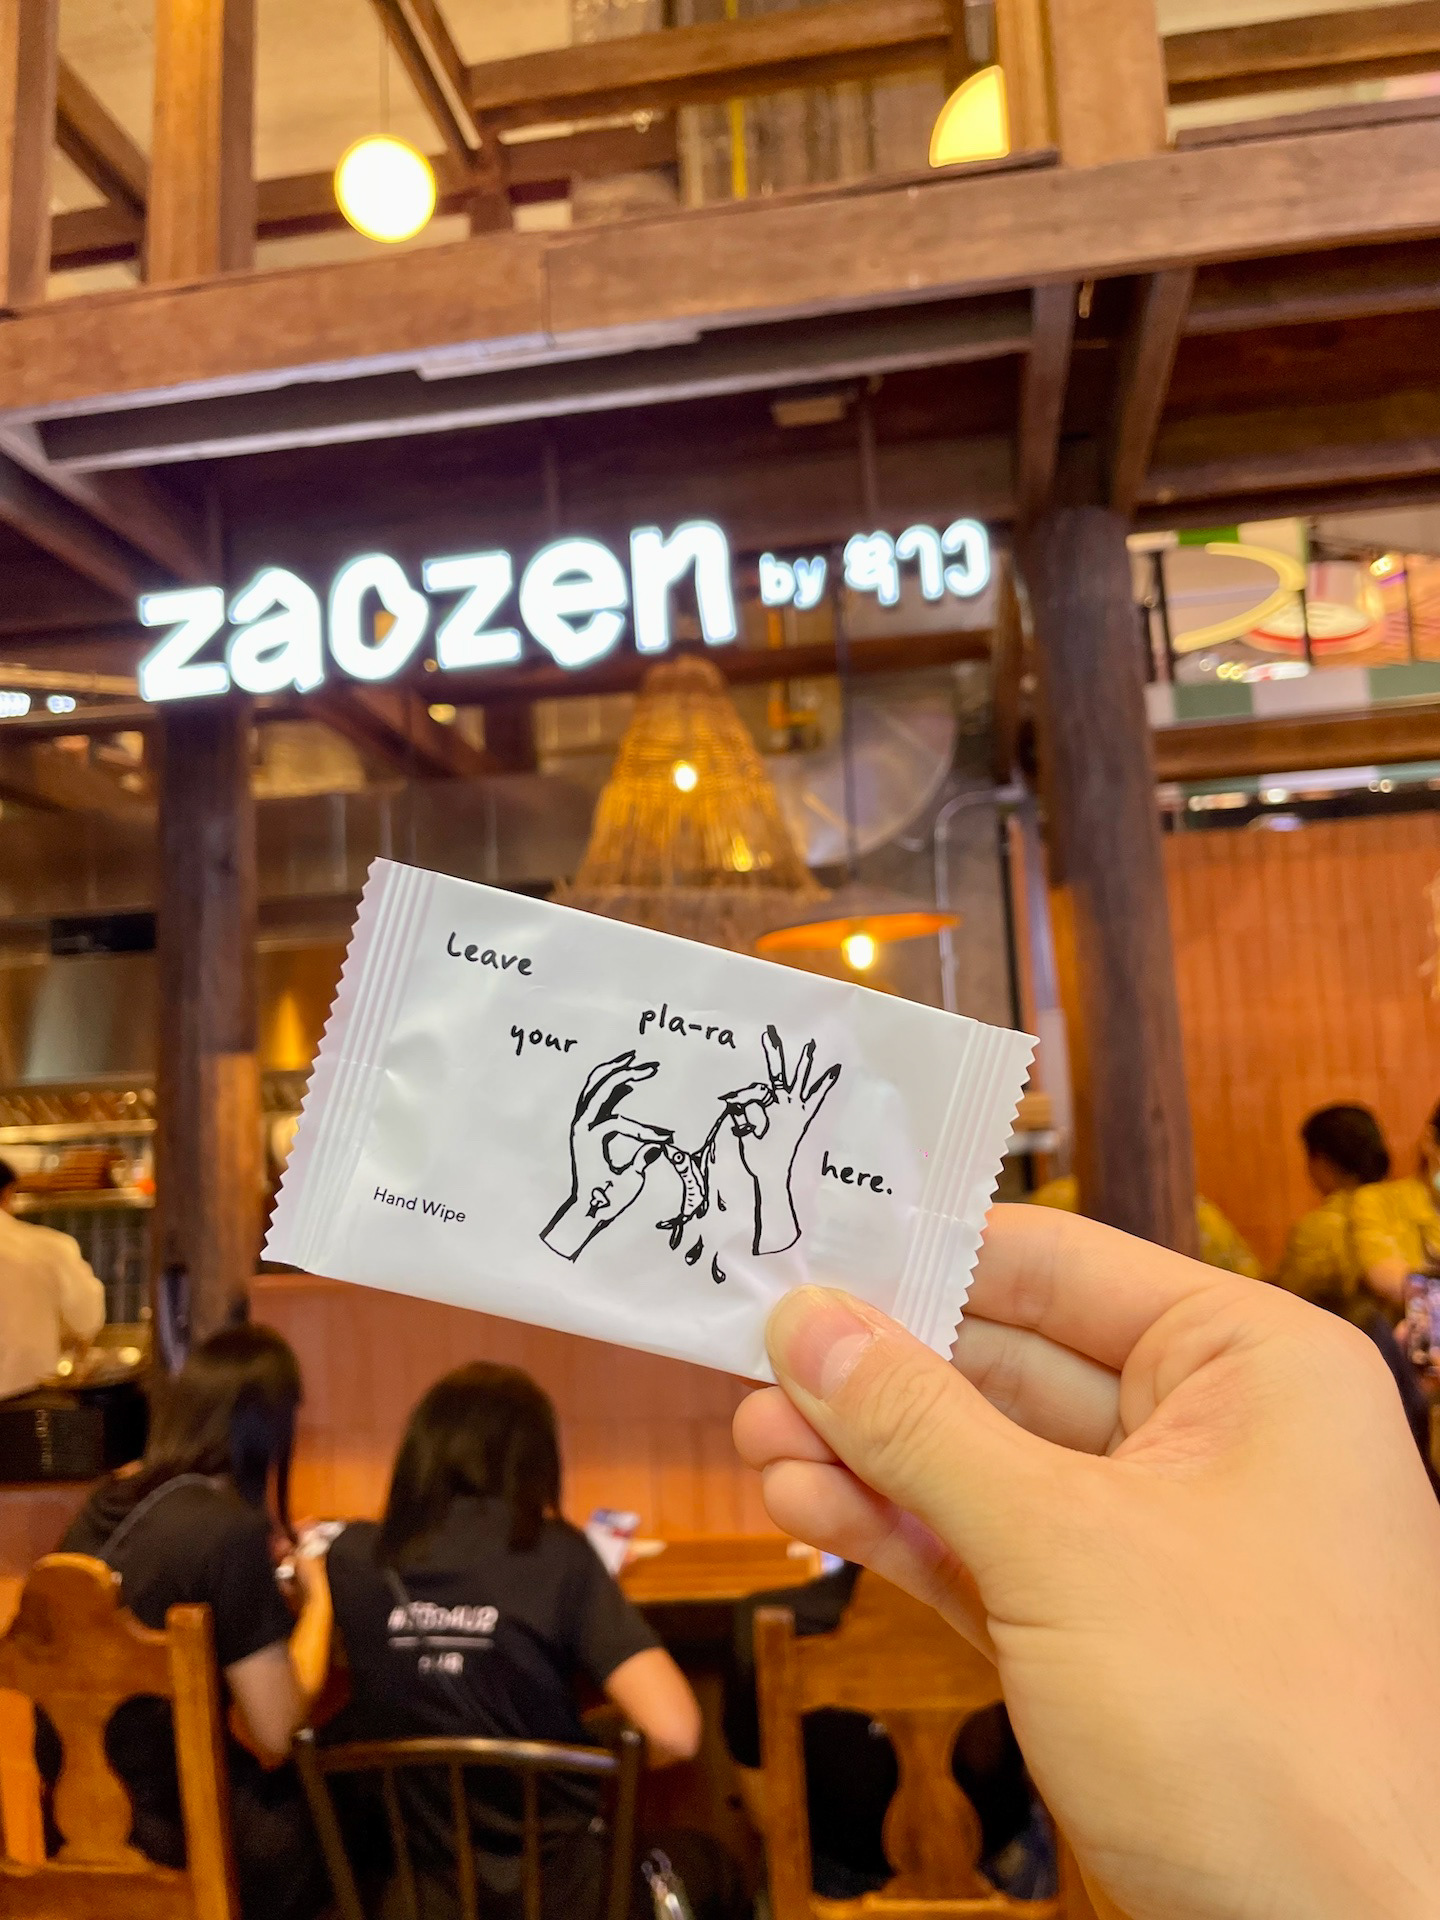 zaozen by ซาว
Leave
your
pla-ra
here.
Hand Wipe